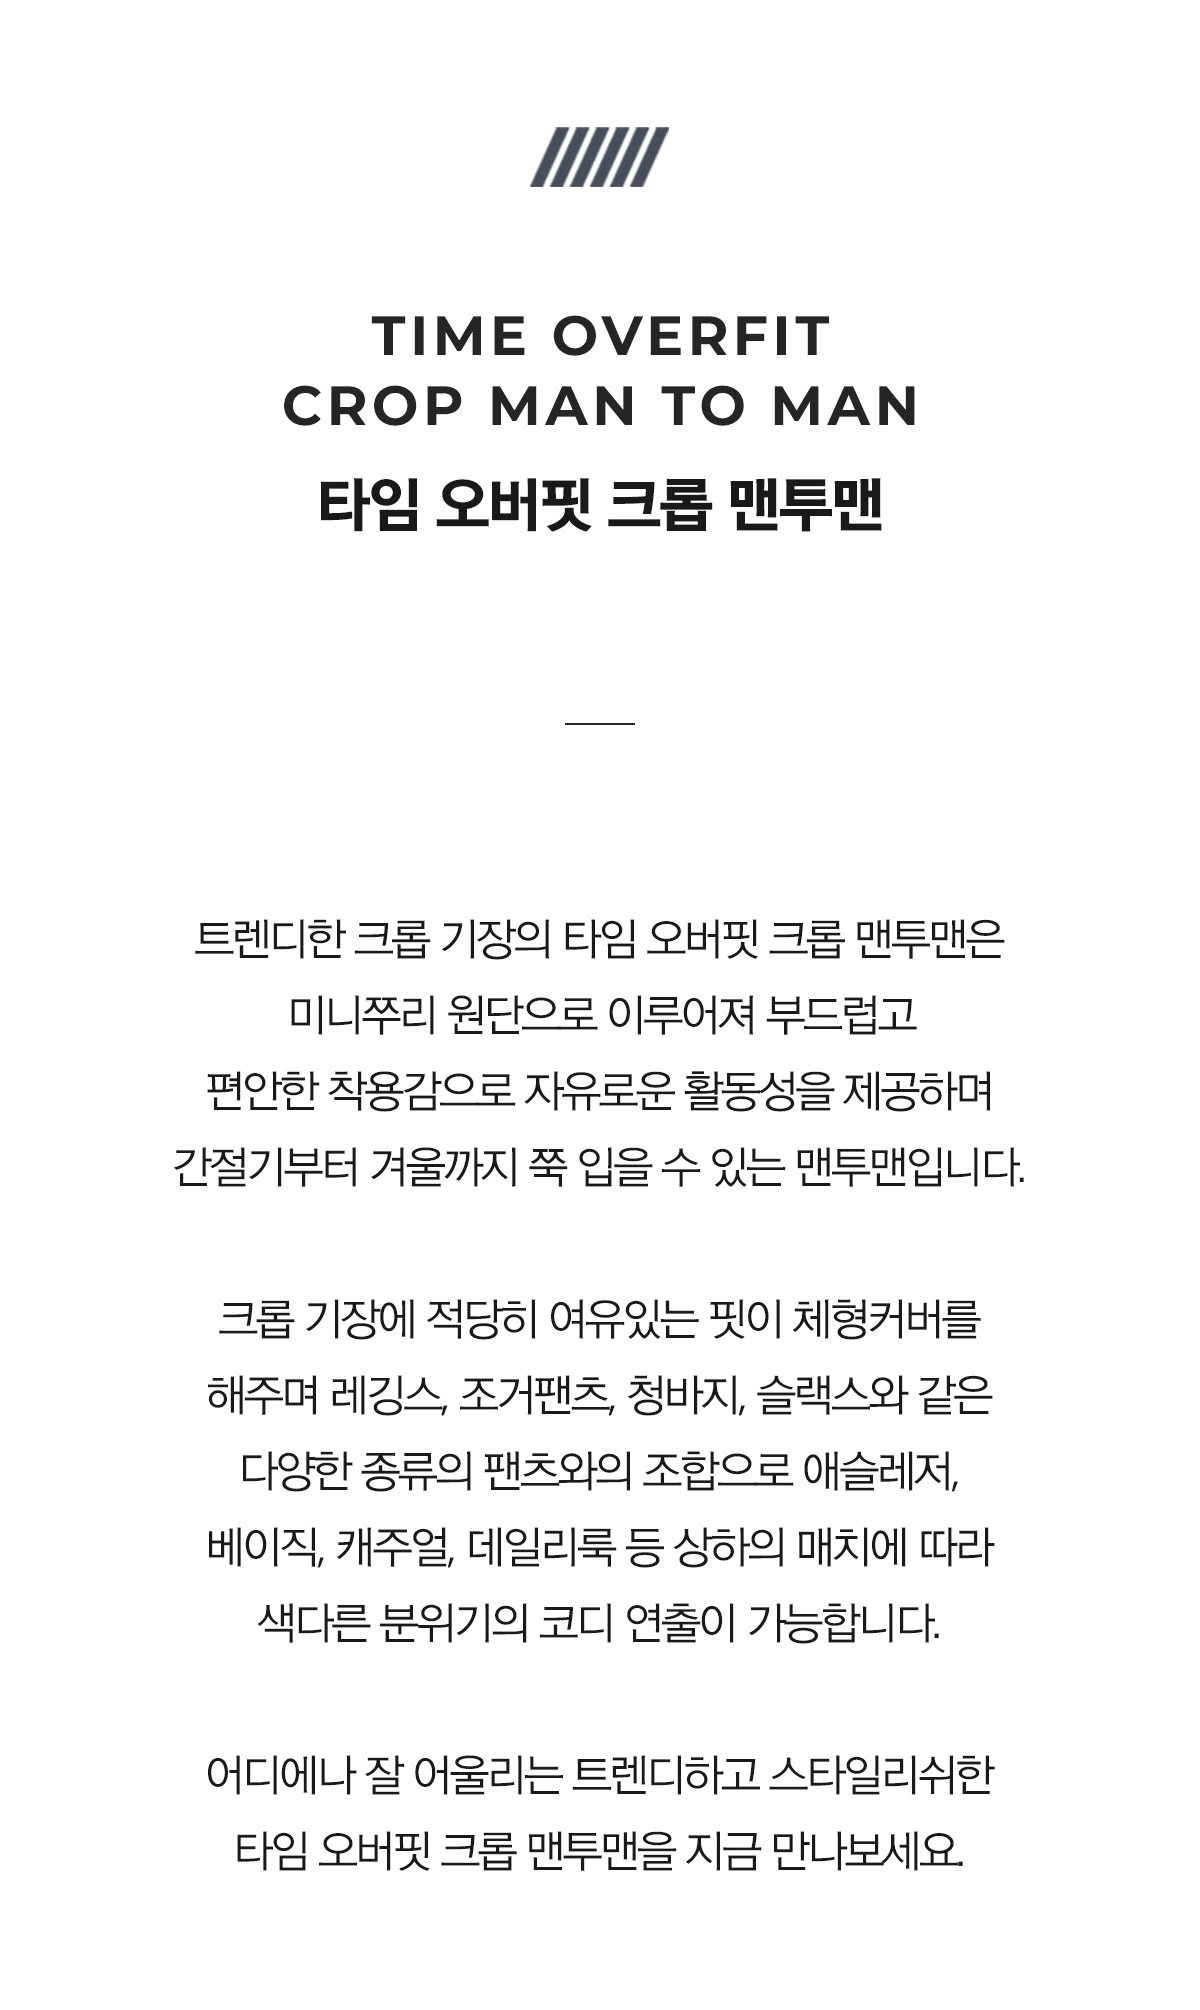 TIME OVERFIT
CROP MAN TO MAN
타임 오버핏 크롭 맨투맨
트렌디한 크롭 기장의 타임 오버핏 크롭 맨투맨은
미니쭈리 원단으로 이루어져 부드럽고
편안한 착용감으로 자유로운 활동성을 제공하며
간절기부터 겨울까지 쭉 입을 수 있는 맨투맨입니다.
크롭 기장에 적당히 여유있는 핏이 체형커버를
해주며 레깅스, 조거팬츠, 청바지, 슬랙스와 같은
다양한 종류의 팬츠와의 조합으로 애슬레저,
베이직, 캐주얼, 데일리룩 등 상하의 매치에 따라
색다른 분위기의 코디 연출이 가능합니다.
어디에나 잘 어울리는 트렌디하고 스타일리쉬한
타임 오버핏 크롭 맨투맨을 지금 만나보세요.